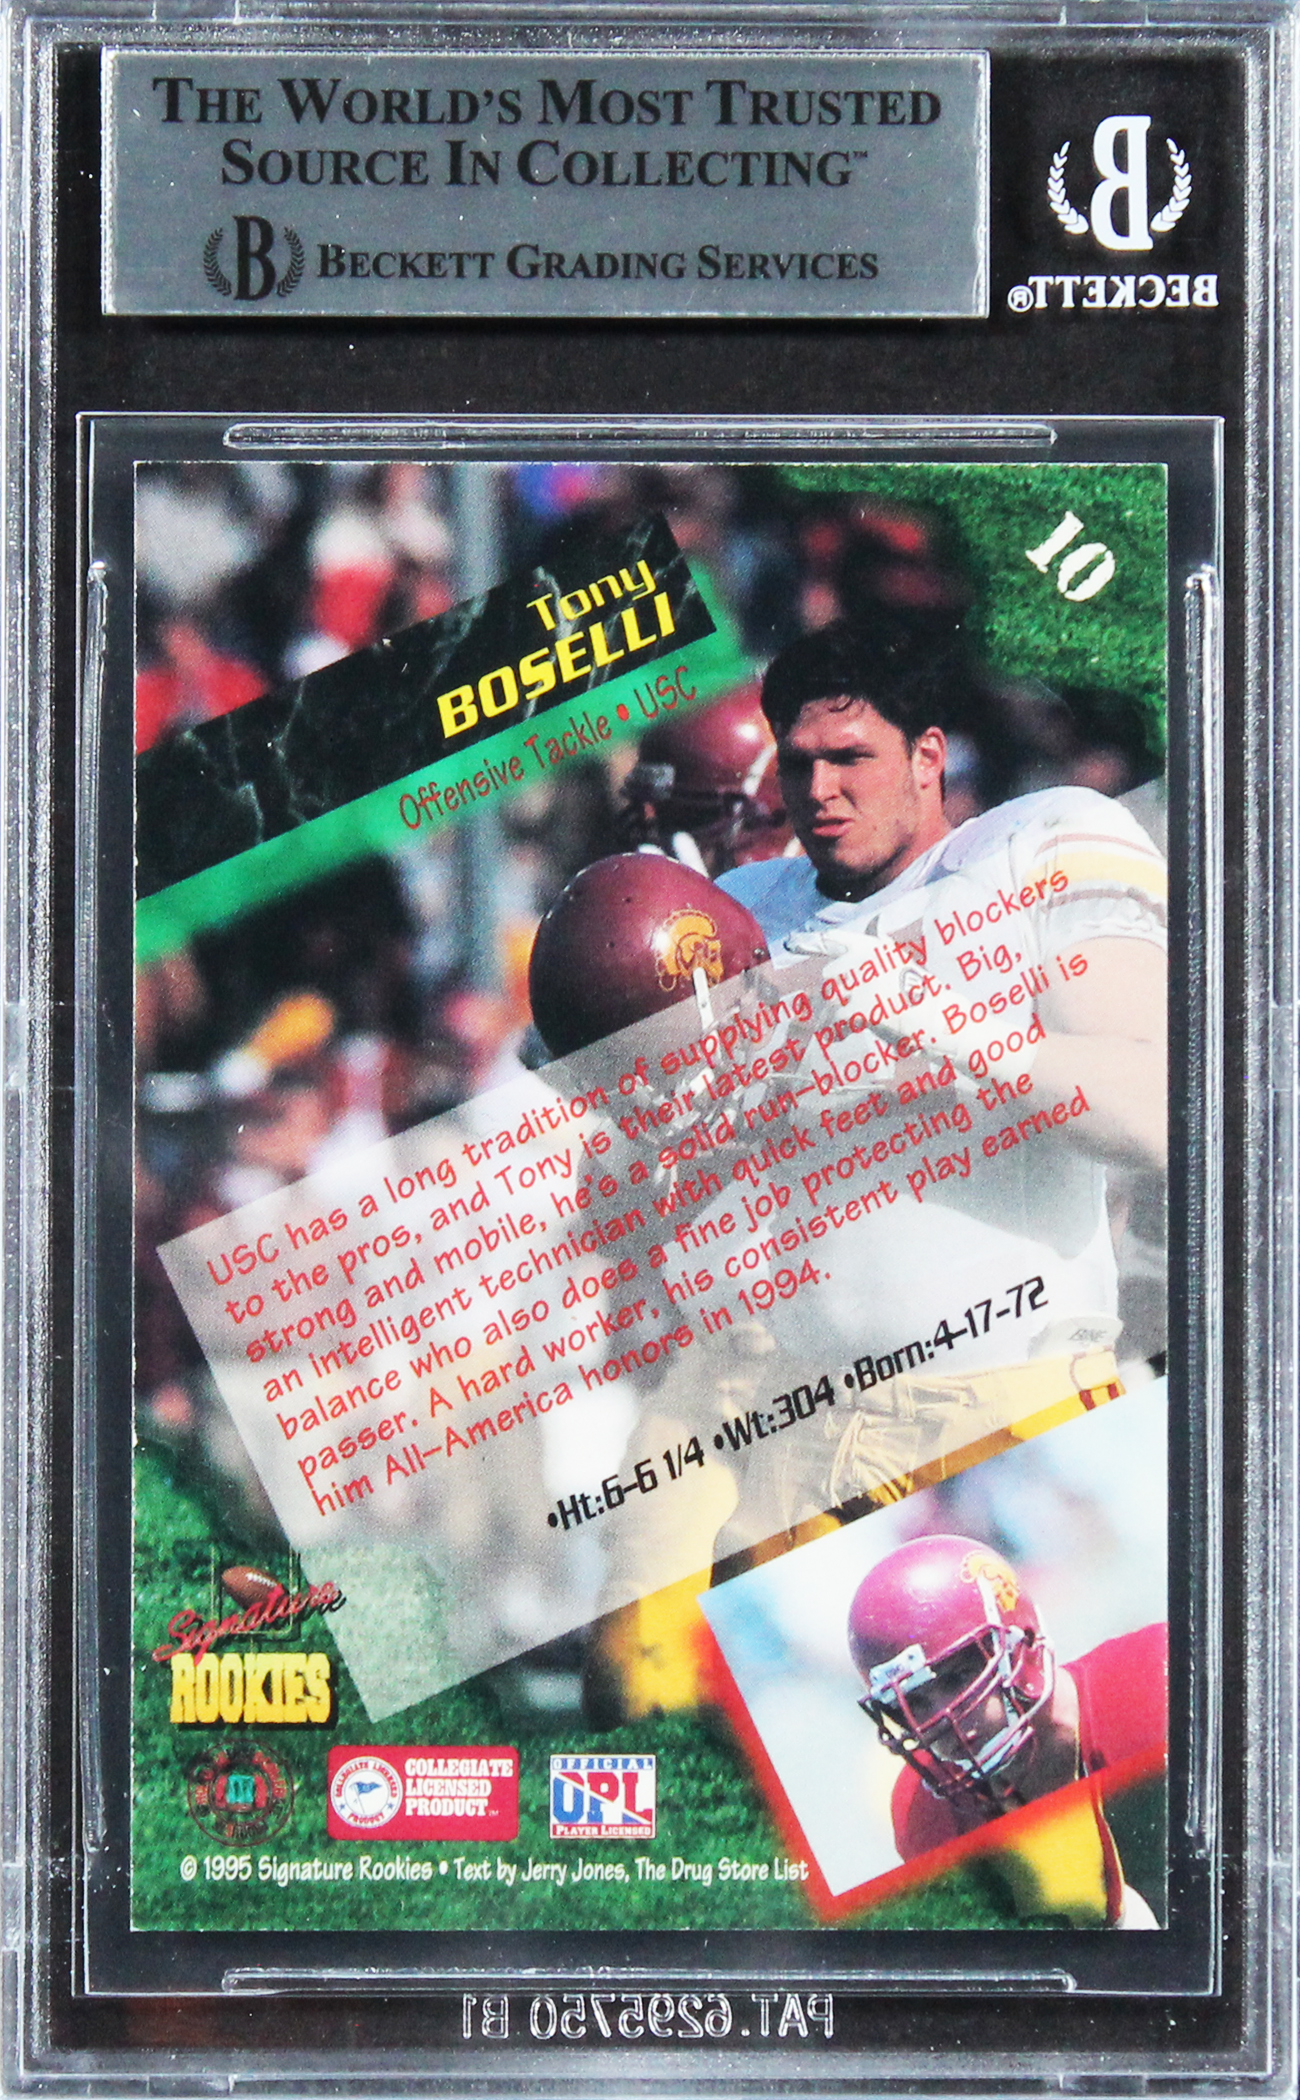 THE WORLD'S MOST TRUSTED
SOURCE IN COLLECTING™
B BECKETT GRADING SERVICES
B
BECKETT®
10
Tony
BOSELLI
Offensive Tackle • USC
USC has a long tradition of supplying quality blockers
to the pros, and Tony is their latest product. Big,
strong and mobile, he's a solid run-blocker. Boselli is
an intelligent technician with quick feet and good
balance who also does a fine job protecting the
passer. A hard worker, his consistent play earned
him All-America honors in 1994.
•Ht:6-6 1/4 •Wt:304 •Born:4-17-72
Signature
ROOKIES
COLLEGIATE LICENSED PRODUCT
COLLEGIATE
LICENSED
PRODUCT™
OFFICIAL
OPL
PLAYER LICENSED
© 1995 Signature Rookies • Text by Jerry Jones, The Drug Store List
PAT. 6295750 B1